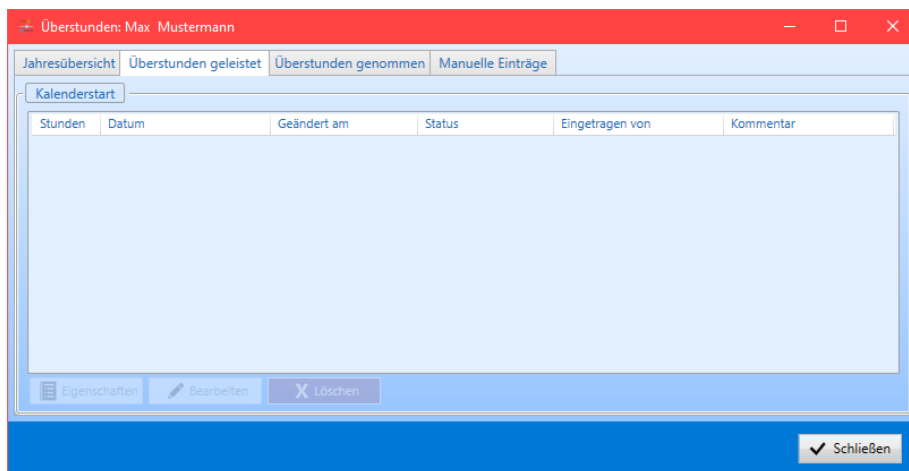 Überstunden: Max Mustermann
Jahresübersicht Überstunden geleistet Überstunden genommen Manuelle Einträge
Kalenderstart
Stunden Datum Geändert am Status Eingetragen von Kommentar
Eigenschaften Bearbeiten X Löschen
Schließen